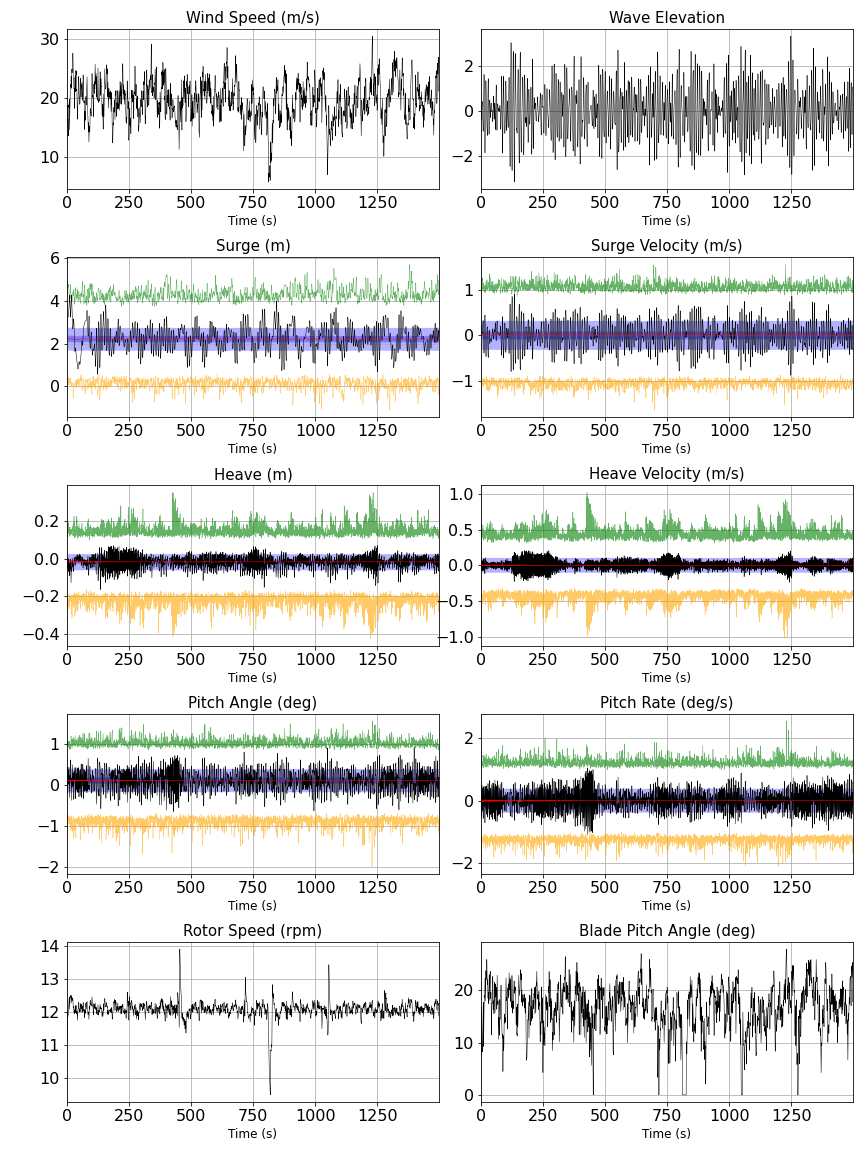 Wind Speed (m/s) Wave Elevation
30
20
10
2
0
−2
0 250 500 750 1000 1250 0 250 500 750 1000 1250
Time (s) Time (s)
Surge (m) Surge Velocity (m/s)
6
4
2
0
1
0
−1
0 250 500 750 1000 1250 0 250 500 750 1000 1250
Time (s) Time (s)
Heave (m) Heave Velocity (m/s)
0.2
0.0
−0.2
−0.4
1.0
0.5
0.0
−0.5
−1.0
0 250 500 750 1000 1250 0 250 500 750 1000 1250
Time (s) Time (s)
Pitch Angle (deg) Pitch Rate (deg/s)
1
0
−1
−2
2
0
−2
0 250 500 750 1000 1250 0 250 500 750 1000 1250
Time (s) Time (s)
Rotor Speed (rpm) Blade Pitch Angle (deg)
14
13
12
11
10
20
10
0
0 250 500 750 1000 1250 0 250 500 750 1000 1250
Time (s) Time (s)